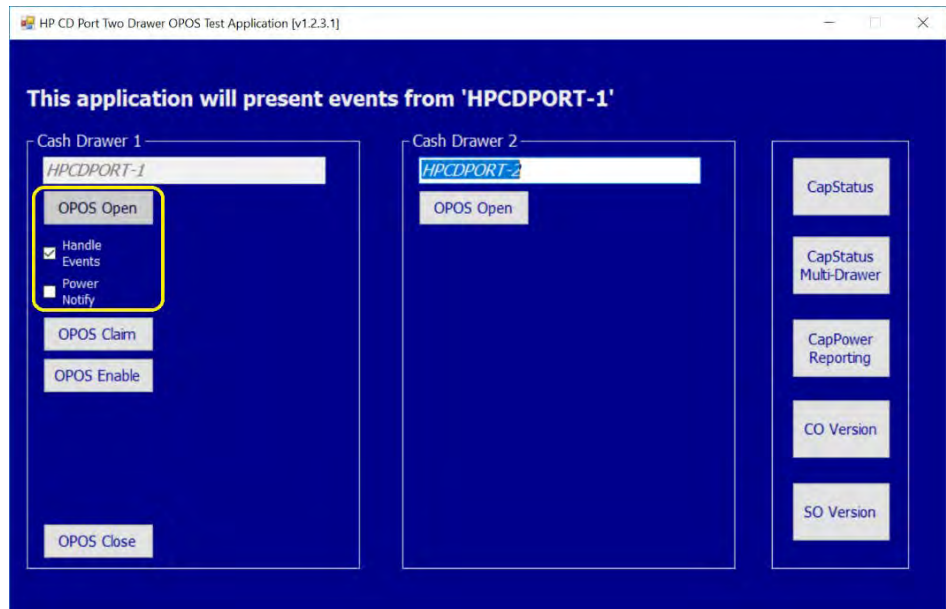 HP CD Port Two Drawer OPOS Test Application [v1.2.3.1]
This application will present events from 'HPCDPORT-1'
Cash Drawer 1
HPCDPORT-1
OPOS Open
Handle
Events
Power
Notify
OPOS Claim
OPOS Enable
OPOS Close
Cash Drawer 2
HPCDPORT-2
OPOS Open
CapStatus
CapStatus
Multi-Drawer
CapPower
Reporting
CO Version
SO Version